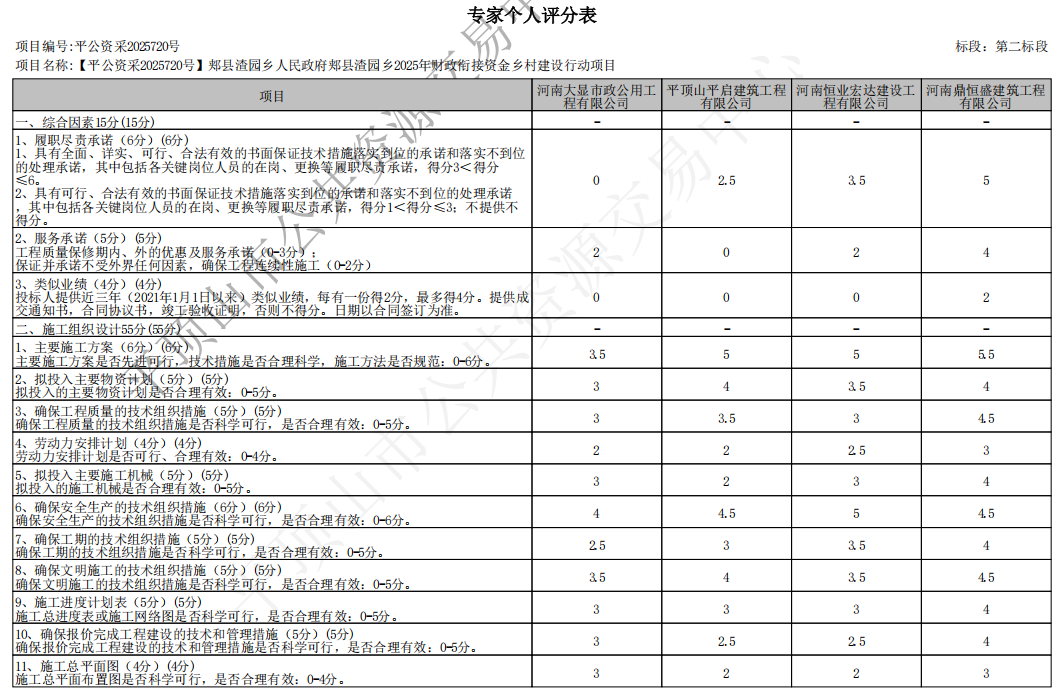 专家个人评分表
项目编号:平公资采2025720号
标段：第二标段
项目名称:【平公资采2025720号】郏县渣园乡人民政府郏县渣园乡2025年财政衔接资金乡村建设行动项目
项目 河南大显市政公用工程有限公司 平顶山平启建筑工程有限公司 河南恒业宏达建设工程有限公司 河南鼎恒盛建筑工程有限公司
一、综合因素15分(15分) - - - -
1、履职尽责承诺（6分）(6分)
1、具有全面、详实、可行、合法有效的书面保证技术措施落实到位的承诺和落实不到位
的处理承诺，其中包括各关键岗位人员的在岗、更换等履职尽责承诺，得分3＜得分
≤6。
2、具有可行、合法有效的书面保证技术措施落实到位的承诺和落实不到位的处理承诺
，其中包括各关键岗位人员的在岗、更换等履职尽责承诺，得分1＜得分≤3；不提供不
得分。
0 2.5 3.5 5
2、服务承诺（5分）(5分)
工程质量保修期内、外的优惠及服务承诺（0-3分）；
保证并承诺不受外界任何因素，确保工程连续性施工（0-2分）
2 0 2 4
3、类似业绩（4分）(4分)
投标人提供近三年（2021年1月1日以来）类似业绩，每有一份得2分，最多得4分。提供成
交通知书，合同协议书，竣工验收证明，否则不得分。日期以合同签订为准。
0 0 0 2
二、施工组织设计55分(55分) - - - -
1、主要施工方案（6分）(6分)
主要施工方案是否先进可行，技术措施是否合理科学，施工方法是否规范：0-6分。
3.5 5 5 5.5
2、拟投入主要物资计划（5分）(5分)
拟投入的主要物资计划是否合理有效：0-5分。
3 4 3.5 4
3、确保工程质量的技术组织措施（5分）(5分)
确保工程质量的技术组织措施是否科学可行，是否合理有效：0-5分。
3 3.5 3 4.5
4、劳动力安排计划（4分）(4分)
劳动力安排计划是否可行、合理有效：0-4分。
2 2 2.5 3
5、拟投入主要施工机械（5分）(5分)
拟投入的施工机械是否合理有效：0-5分。
3 2 3 4
6、确保安全生产的技术组织措施（6分）(6分)
确保安全生产的技术组织措施是否科学可行，是否合理有效：0-6分。
4 4.5 5 4.5
7、确保工期的技术组织措施（5分）(5分)
确保工期的技术组织措施是否科学可行，是否合理有效：0-5分。
2.5 3 3.5 4
8、确保文明施工的技术组织措施（5分）(5分)
确保文明施工的技术组织措施是否科学可行，是否合理有效：0-5分。
3.5 4 3.5 4.5
9、施工进度计划表（5分）(5分)
施工总进度表或施工网络图是否科学可行，是否合理有效：0-5分。
3 3 3 4
10、确保报价完成工程建设的技术和管理措施（5分）(5分)
确保报价完成工程建设的技术和管理措施是否科学可行，是否合理有效：0-5分。
3 2.5 2.5 4
11、施工总平面图（4分）(4分)
施工总平面布置图是否科学可行，是否合理有效：0-4分。
3 2 2 3
平顶山市公共资源交易中
平顶山市公共资源交易中心